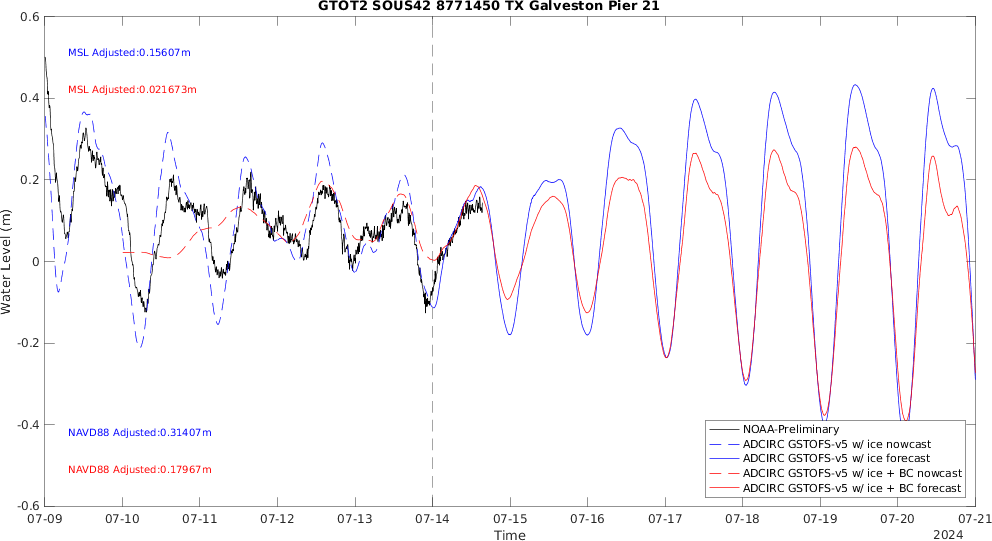 GTOT2 SOUS42 8771450 TX Galveston Pier 21
0.6
MSL Adjusted:0.15607m
MSL Adjusted:0.021673m
0.4
0.2
Water Level (m)
0
-0.2
-0.4
NAVD88 Adjusted:0.31407m
NAVD88 Adjusted:0.17967m
NOAA-Preliminary
ADCIRC GSTOFS-v5 w/ ice nowcast
ADCIRC GSTOFS-v5 w/ ice forecast
ADCIRC GSTOFS-v5 w/ ice + BC nowcast
ADCIRC GSTOFS-v5 w/ ice + BC forecast
-0.6
07-09 07-10 07-11 07-12 07-13 07-14 07-15 07-16 07-17 07-18 07-19 07-20 07-21
Time
2024